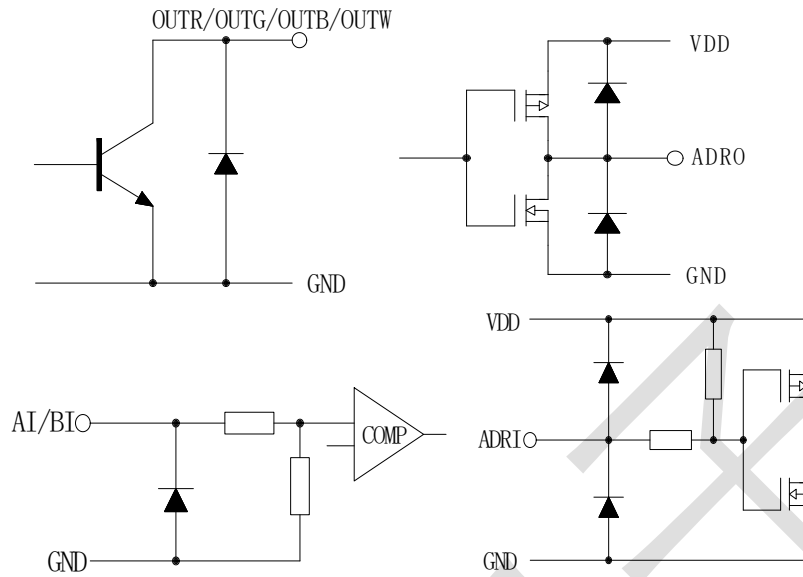 OUTR/OUTG/OUTB/OUTW
GND
VDD
ADRO
GND
AI/BI
COMP
GND
VDD
ADRI
GND